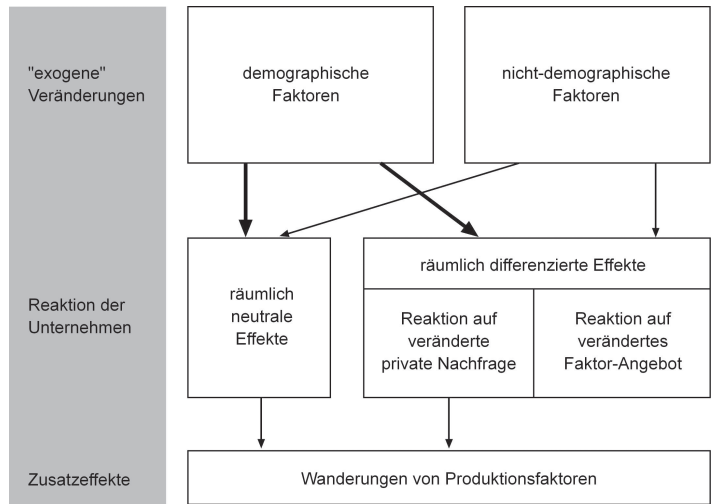 "exogene"
Veränderungen
demographische
Faktoren
nicht-demographische
Faktoren
Reaktion der
Unternehmen
räumlich
neutrale
Effekte
räumlich differenzierte Effekte
Reaktion auf
veränderte
private Nachfrage
Reaktion auf
verändertes
Faktor-Angebot
Zusatzeffekte
Wanderungen von Produktionsfaktoren